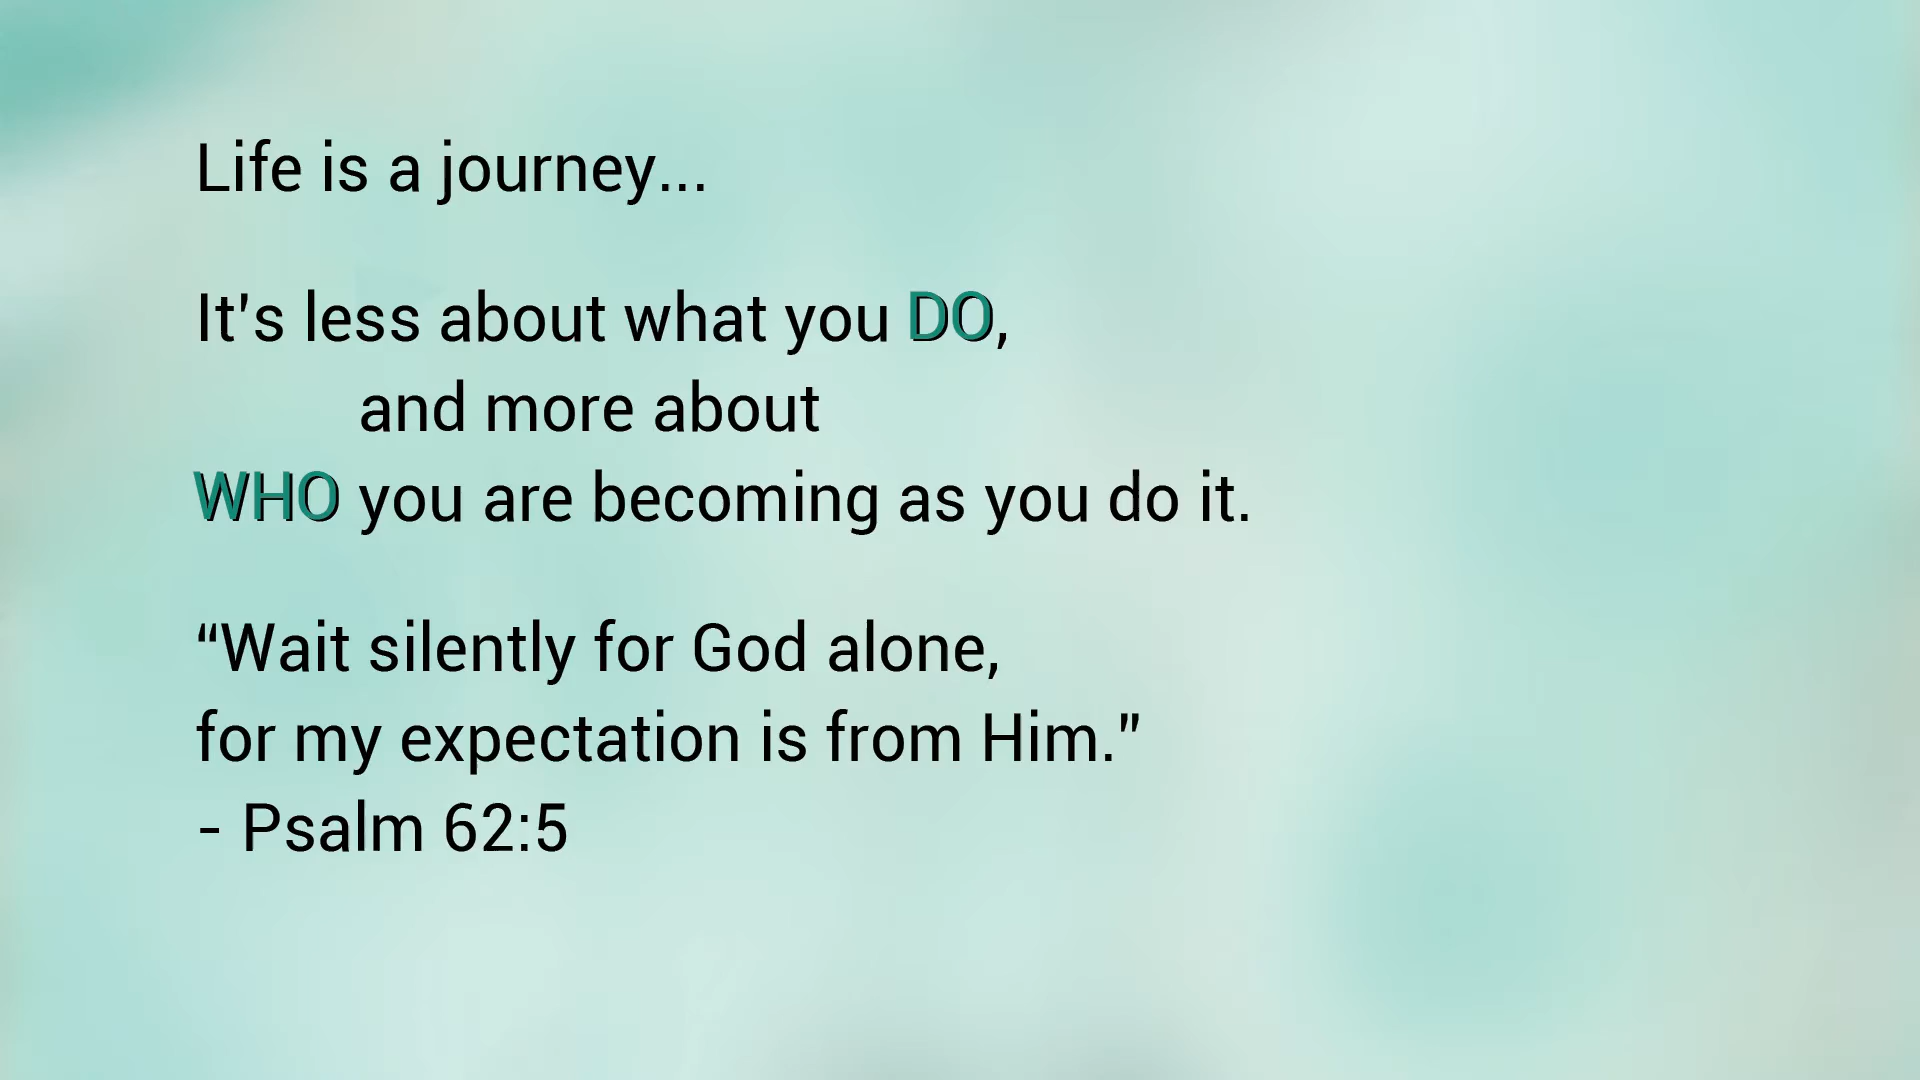 Life is a journey...
It's less about what you DO,
and more about
WHO you are becoming as you do it.
“Wait silently for God alone,
for my expectation is from Him.”
- Psalm 62:5